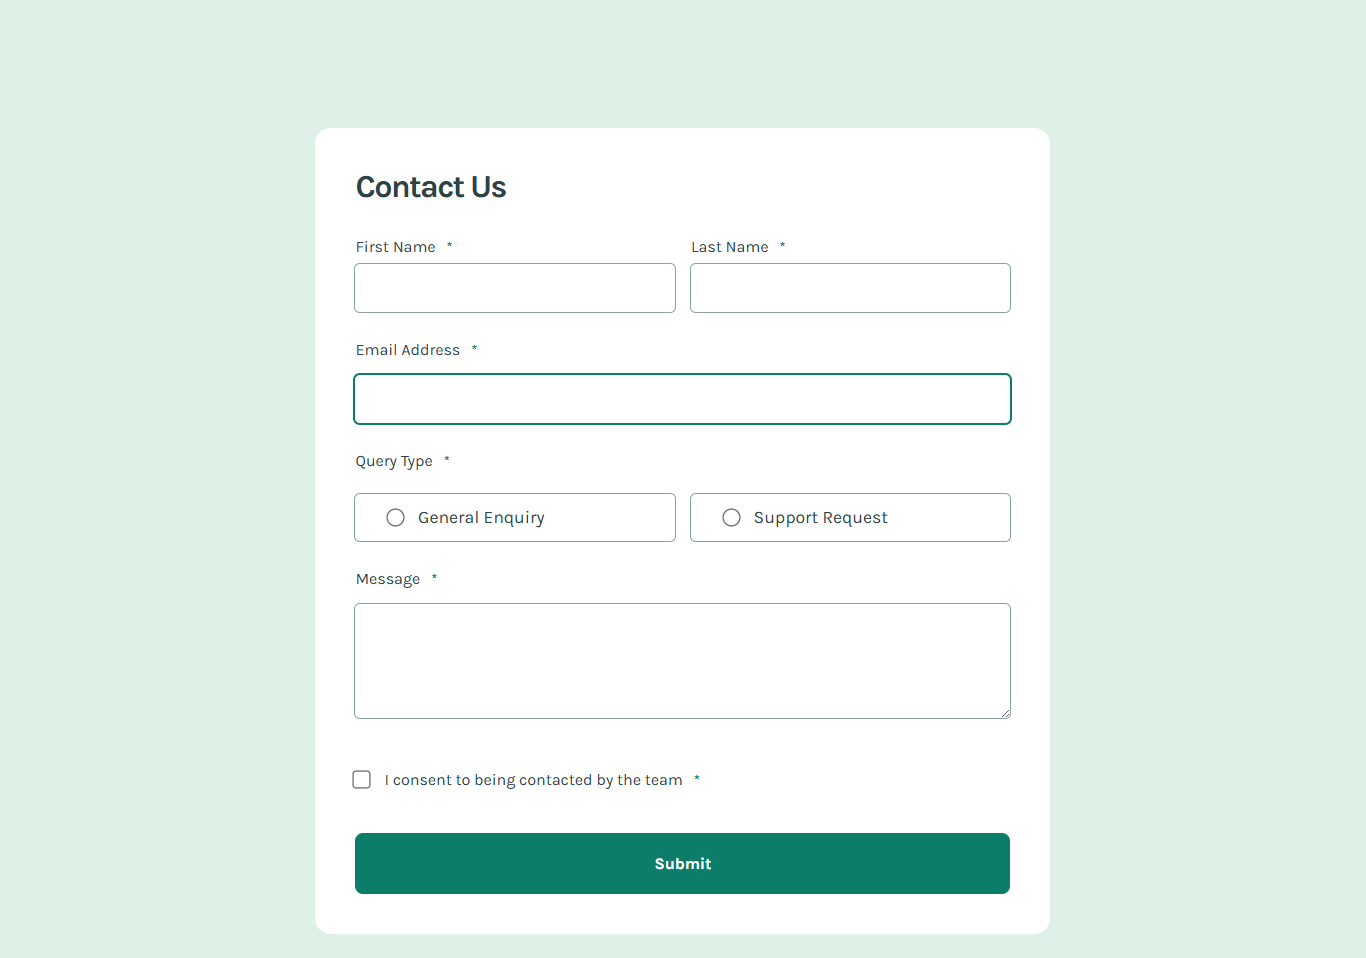 Contact Us
First Name *
Last Name *
Email Address *
Query Type *
General Enquiry
Support Request
Message *
I consent to being contacted by the team *
Submit